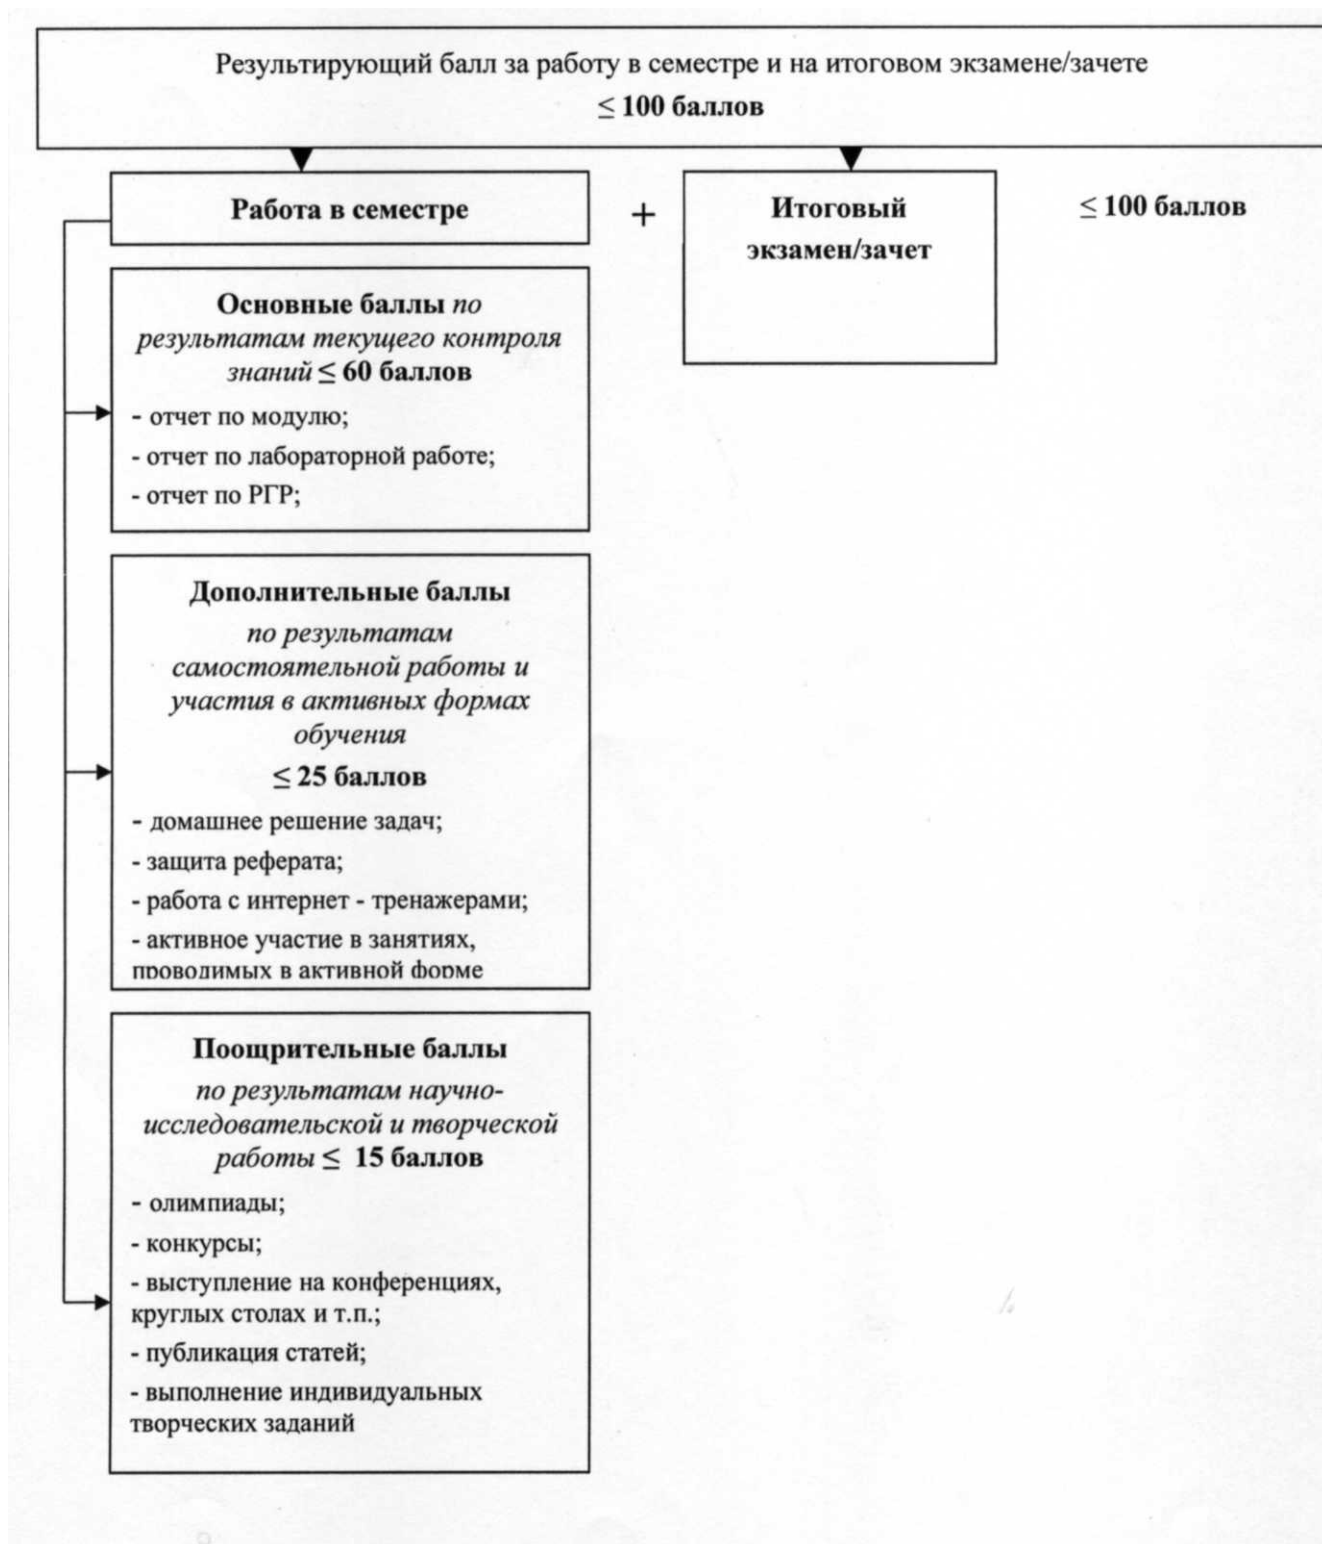 Результирующий балл за работу в семестре и на итоговом экзамене/зачете
≤ 100 баллов
Работа в семестре
+
Итоговый
экзамен/зачет
≤ 100 баллов
Основные баллы по
результатам текущего контроля
знаний ≤ 60 баллов
- отчет по модулю;
- отчет по лабораторной работе;
- отчет по РГР;
Дополнительные баллы
по результатам
самостоятельной работы и
участия в активных формах
обучения
≤ 25 баллов
- домашнее решение задач;
- защита реферата;
- работа с интернет - тренажерами;
- активное участие в занятиях,
проводимых в активной форме
Поощрительные баллы
по результатам научно-
исследовательской и творческой
работы ≤ 15 баллов
- олимпиады;
- конкурсы;
- выступление на конференциях,
круглых столах и т.п.;
- публикация статей;
- выполнение индивидуальных
творческих заданий